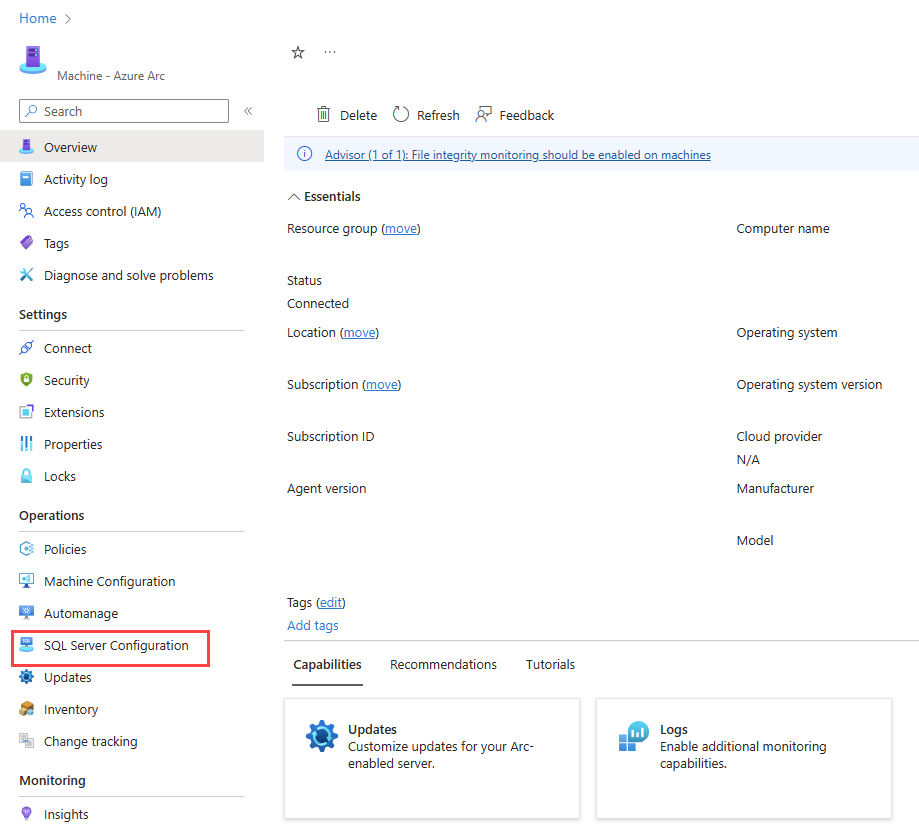 Home
Machine - Azure Arc
Search
Overview
Activity log
Access control (IAM)
Tags
Diagnose and solve problems
Settings
Connect
Security
Extensions
Properties
Locks
Operations
Policies
Machine Configuration
Automanage
SQL Server Configuration
Updates
Inventory
Change tracking
Monitoring
Insights
Delete
Refresh
Feedback
Advisor (1 of 1): File integrity monitoring should be enabled on machines
Essentials
Resource group (move)
Status
Connected
Location (move)
Subscription (move)
Subscription ID
Agent version
Computer name
Operating system
Operating system version
Cloud provider
N/A
Manufacturer
Model
Tags (edit)
Add tags
Capabilities
Recommendations
Tutorials
Updates
Customize updates for your Arc-
enabled server.
Logs
Enable additional monitoring
capabilities.